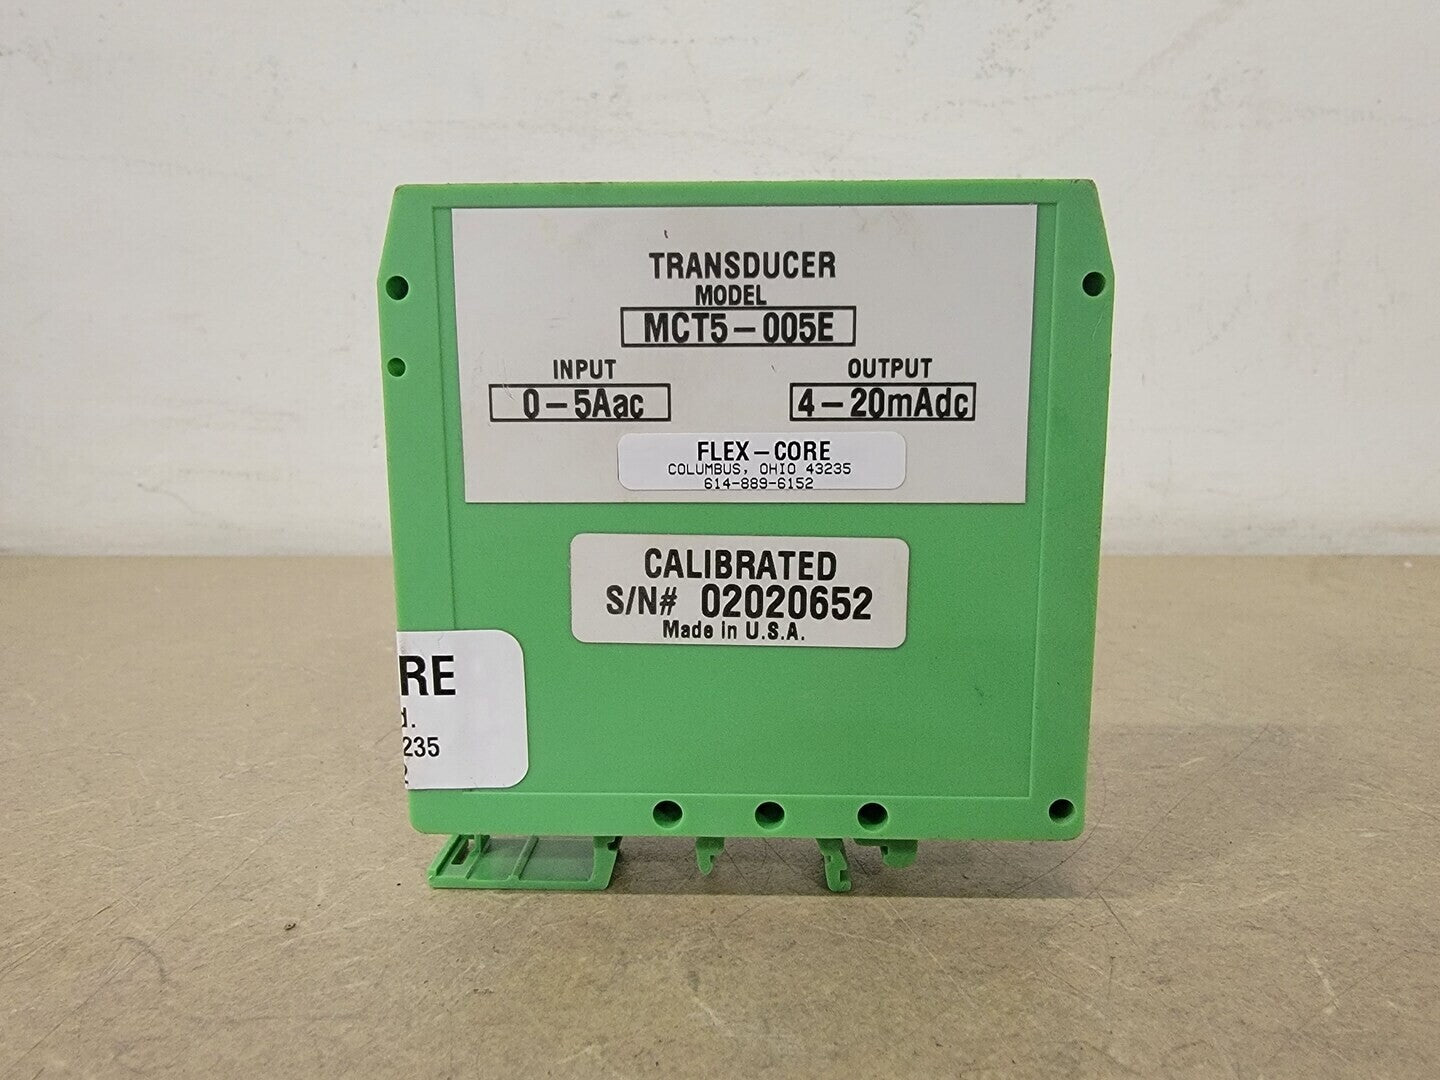 TRANSDUCER
MODEL
MCT5-005E
INPUT
OUTPUT
0-5Aac
4-20mAdc
FLEX-CORE
COLUMBUS, OHIO 43235
614-889-6152
CALIBRATED
S/N# 02020652
Made in U.S.A.
RE
d.
235
2